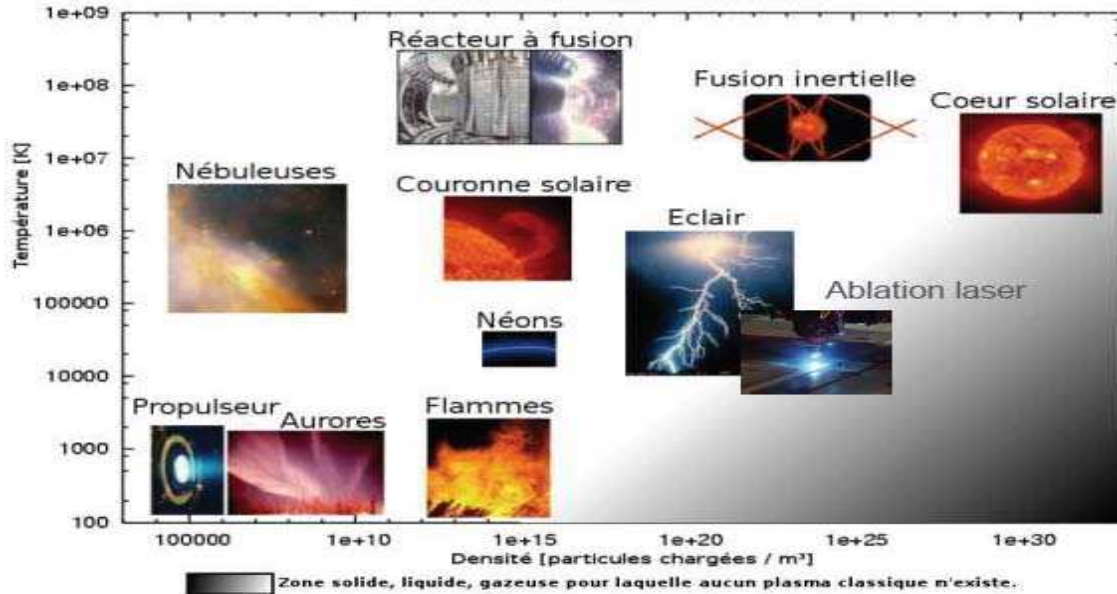 1e+09
Réacteur à fusion
1e+08
Fusion inertielle
Coeur solaire
1e+07
Nébuleuses
Couronne solaire
Eclair
1e+06
Température [K]
Ablation laser
100000
Néons
10000
Propulseur
Aurores
Flammes
1000
100
100000 1e+10 1e+15 1e+20 1e+25 1e+30
Densité [particules chargées / m³]
Zone solide, liquide, gazeuse pour laquelle aucun plasma classique n'existe.